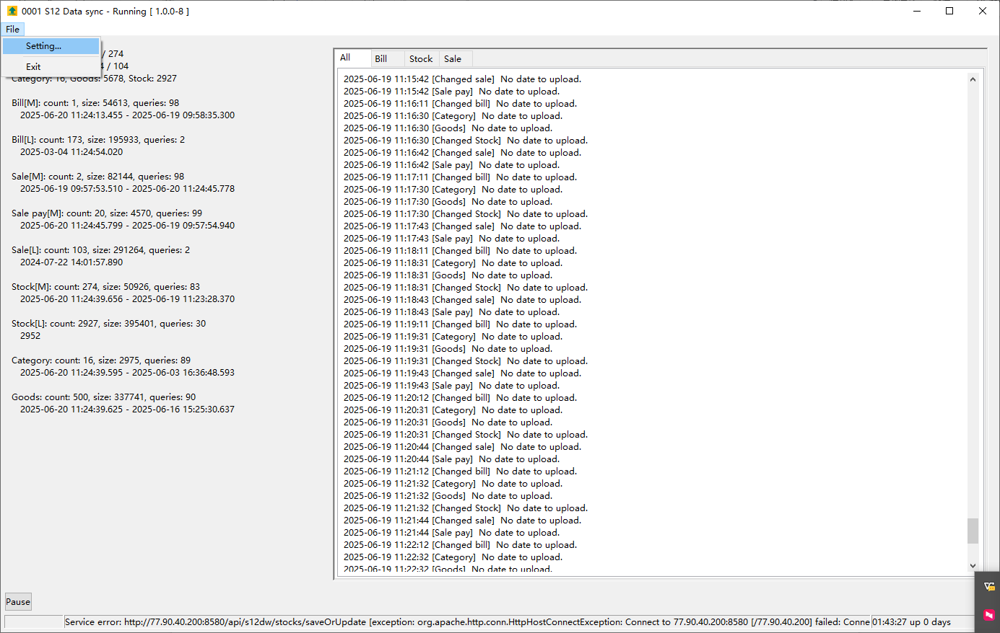 0001 S12 Data sync - Running [ 1.0.0-8 ]
File
Setting...
Exit
/ 274
/ 104
Category: 16, Goods: 5678, Stock: 2927
Bill[M]: count: 1, size: 54613, queries: 98
2025-06-20 11:24:13.455 - 2025-06-19 09:58:35.300
Bill[L]: count: 173, size: 195933, queries: 2
2025-03-04 11:24:54.020
Sale[M]: count: 2, size: 82144, queries: 98
2025-06-19 09:57:53.510 - 2025-06-20 11:24:45.778
Sale pay[M]: count: 20, size: 4570, queries: 99
2025-06-20 11:24:45.799 - 2025-06-19 09:57:54.940
Sale[L]: count: 103, size: 291264, queries: 2
2024-07-22 14:01:57.890
Stock[M]: count: 274, size: 50926, queries: 83
2025-06-20 11:24:39.656 - 2025-06-19 11:23:28.370
Stock[L]: count: 2927, size: 395401, queries: 30
2952
Category: count: 16, size: 2975, queries: 89
2025-06-20 11:24:39.595 - 2025-06-03 16:36:48.593
Goods: count: 500, size: 337741, queries: 90
2025-06-20 11:24:39.625 - 2025-06-16 15:25:30.637
All Bill Stock Sale
2025-06-19 11:15:42 [Changed sale] No date to upload.
2025-06-19 11:15:42 [Sale pay] No date to upload.
2025-06-19 11:16:11 [Changed bill] No date to upload.
2025-06-19 11:16:30 [Category] No date to upload.
2025-06-19 11:16:30 [Goods] No date to upload.
2025-06-19 11:16:30 [Changed Stock] No date to upload.
2025-06-19 11:16:42 [Changed sale] No date to upload.
2025-06-19 11:16:42 [Sale pay] No date to upload.
2025-06-19 11:17:11 [Changed bill] No date to upload.
2025-06-19 11:17:30 [Category] No date to upload.
2025-06-19 11:17:30 [Goods] No date to upload.
2025-06-19 11:17:30 [Changed Stock] No date to upload.
2025-06-19 11:17:43 [Changed sale] No date to upload.
2025-06-19 11:17:43 [Sale pay] No date to upload.
2025-06-19 11:18:11 [Changed bill] No date to upload.
2025-06-19 11:18:31 [Category] No date to upload.
2025-06-19 11:18:31 [Goods] No date to upload.
2025-06-19 11:18:31 [Changed Stock] No date to upload.
2025-06-19 11:18:43 [Changed sale] No date to upload.
2025-06-19 11:18:43 [Sale pay] No date to upload.
2025-06-19 11:19:11 [Changed bill] No date to upload.
2025-06-19 11:19:31 [Category] No date to upload.
2025-06-19 11:19:31 [Goods] No date to upload.
2025-06-19 11:19:31 [Changed Stock] No date to upload.
2025-06-19 11:19:43 [Changed sale] No date to upload.
2025-06-19 11:19:43 [Sale pay] No date to upload.
2025-06-19 11:20:12 [Changed bill] No date to upload.
2025-06-19 11:20:31 [Category] No date to upload.
2025-06-19 11:20:31 [Goods] No date to upload.
2025-06-19 11:20:31 [Changed Stock] No date to upload.
2025-06-19 11:20:44 [Changed sale] No date to upload.
2025-06-19 11:20:44 [Sale pay] No date to upload.
2025-06-19 11:21:12 [Changed bill] No date to upload.
2025-06-19 11:21:32 [Category] No date to upload.
2025-06-19 11:21:32 [Goods] No date to upload.
2025-06-19 11:21:32 [Changed Stock] No date to upload.
2025-06-19 11:21:44 [Changed sale] No date to upload.
2025-06-19 11:21:44 [Sale pay] No date to upload.
2025-06-19 11:22:12 [Changed bill] No date to upload.
2025-06-19 11:22:32 [Category] No date to upload.
2025-06-19 11:22:32 [Goods] No date to upload.
Pause
Service error: http://77.90.40.200:8580/api/s12dw/stocks/saveOrUpdate [exception: org.apache.http.conn.HttpHostConnectException: Connect to 77.90.40.200:8580 [/77.90.40.200] failed: Conne 01:43:27 up 0 days